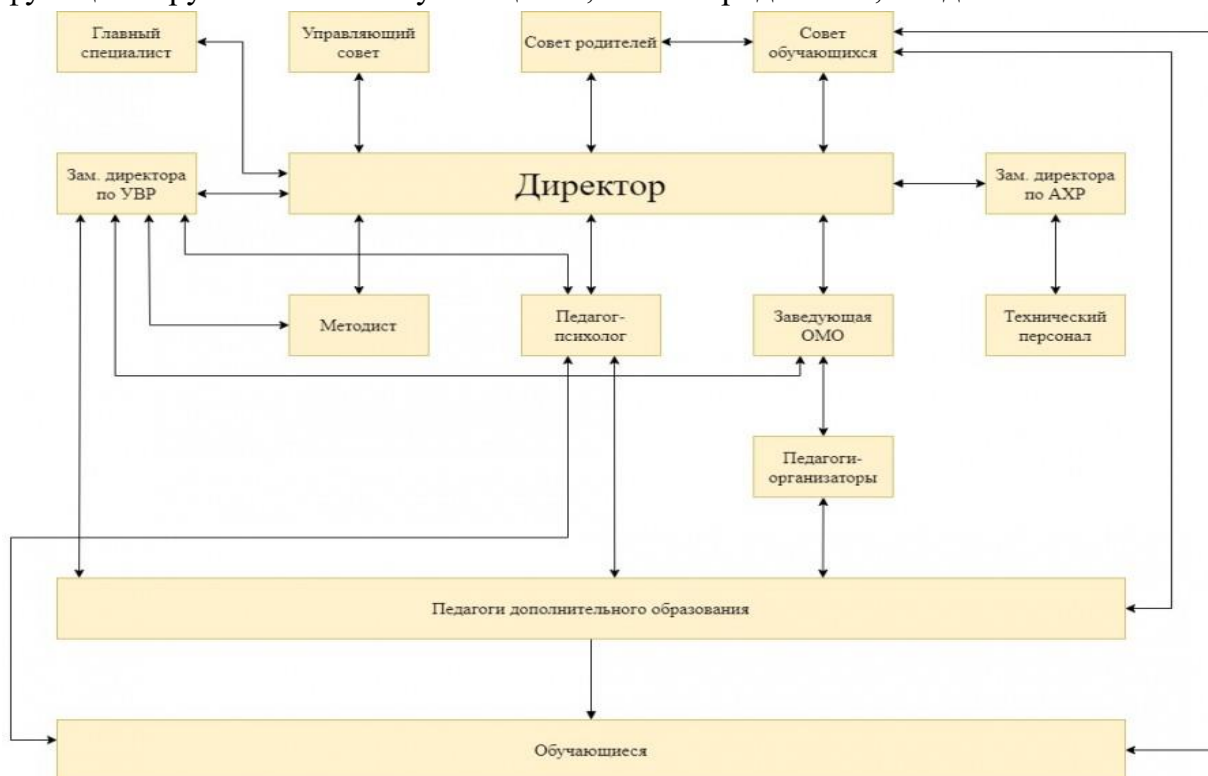 Главный
специалист
Управляющий
совет
Совет родителей
Совет
обучающихся
Зам. директора
по УВР
Директор
Зам. директора
по АХР
Методист
Педагог-
психолог
Заведующая
ОМО
Технический
персонал
Педагоги-
организаторы
Педагоги дополнительного образования
Обучающиеся